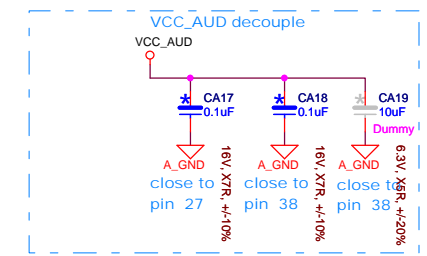 VCC_AUD decouple
VCC_AUD
* CA17
0.1uF
* CA18
0.1uF
* CA19
10uF
Dummy
A_GND
A_GND
A_GND
16V, X7R, +/-10%
16V, X7R, +/-10%
6.3V, X5R, +/-20%
close to
pin 27
close to
pin 38
close to
pin 38